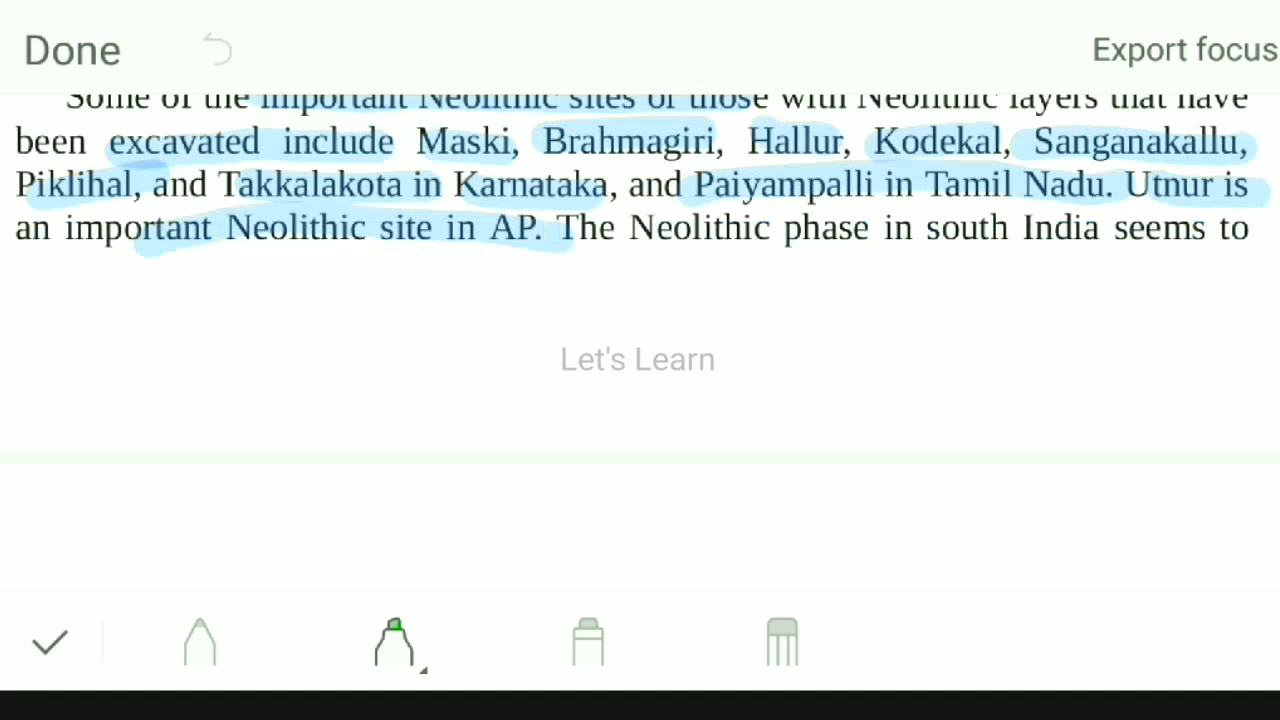 Done
Export focus
Some of the important Neolithic sites or those with Neolithic layers that have
been excavated include Maski, Brahmagiri, Hallur, Kodekal, Sanganakallu,
Piklihal, and Takkalakota in Karnataka, and Paiyampalli in Tamil Nadu. Utnur is
an important Neolithic site in AP. The Neolithic phase in south India seems to
Let's Learn